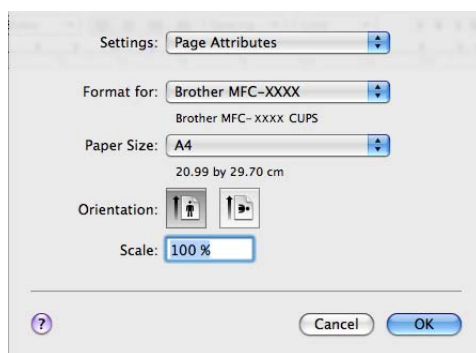 Settings: Page Attributes
Format for: Brother MFC-XXXX
Brother MFC-XXXX CUPS
Paper Size: A4
20.99 by 29.70 cm
Orientation:
Scale: 100 %
? Cancel OK